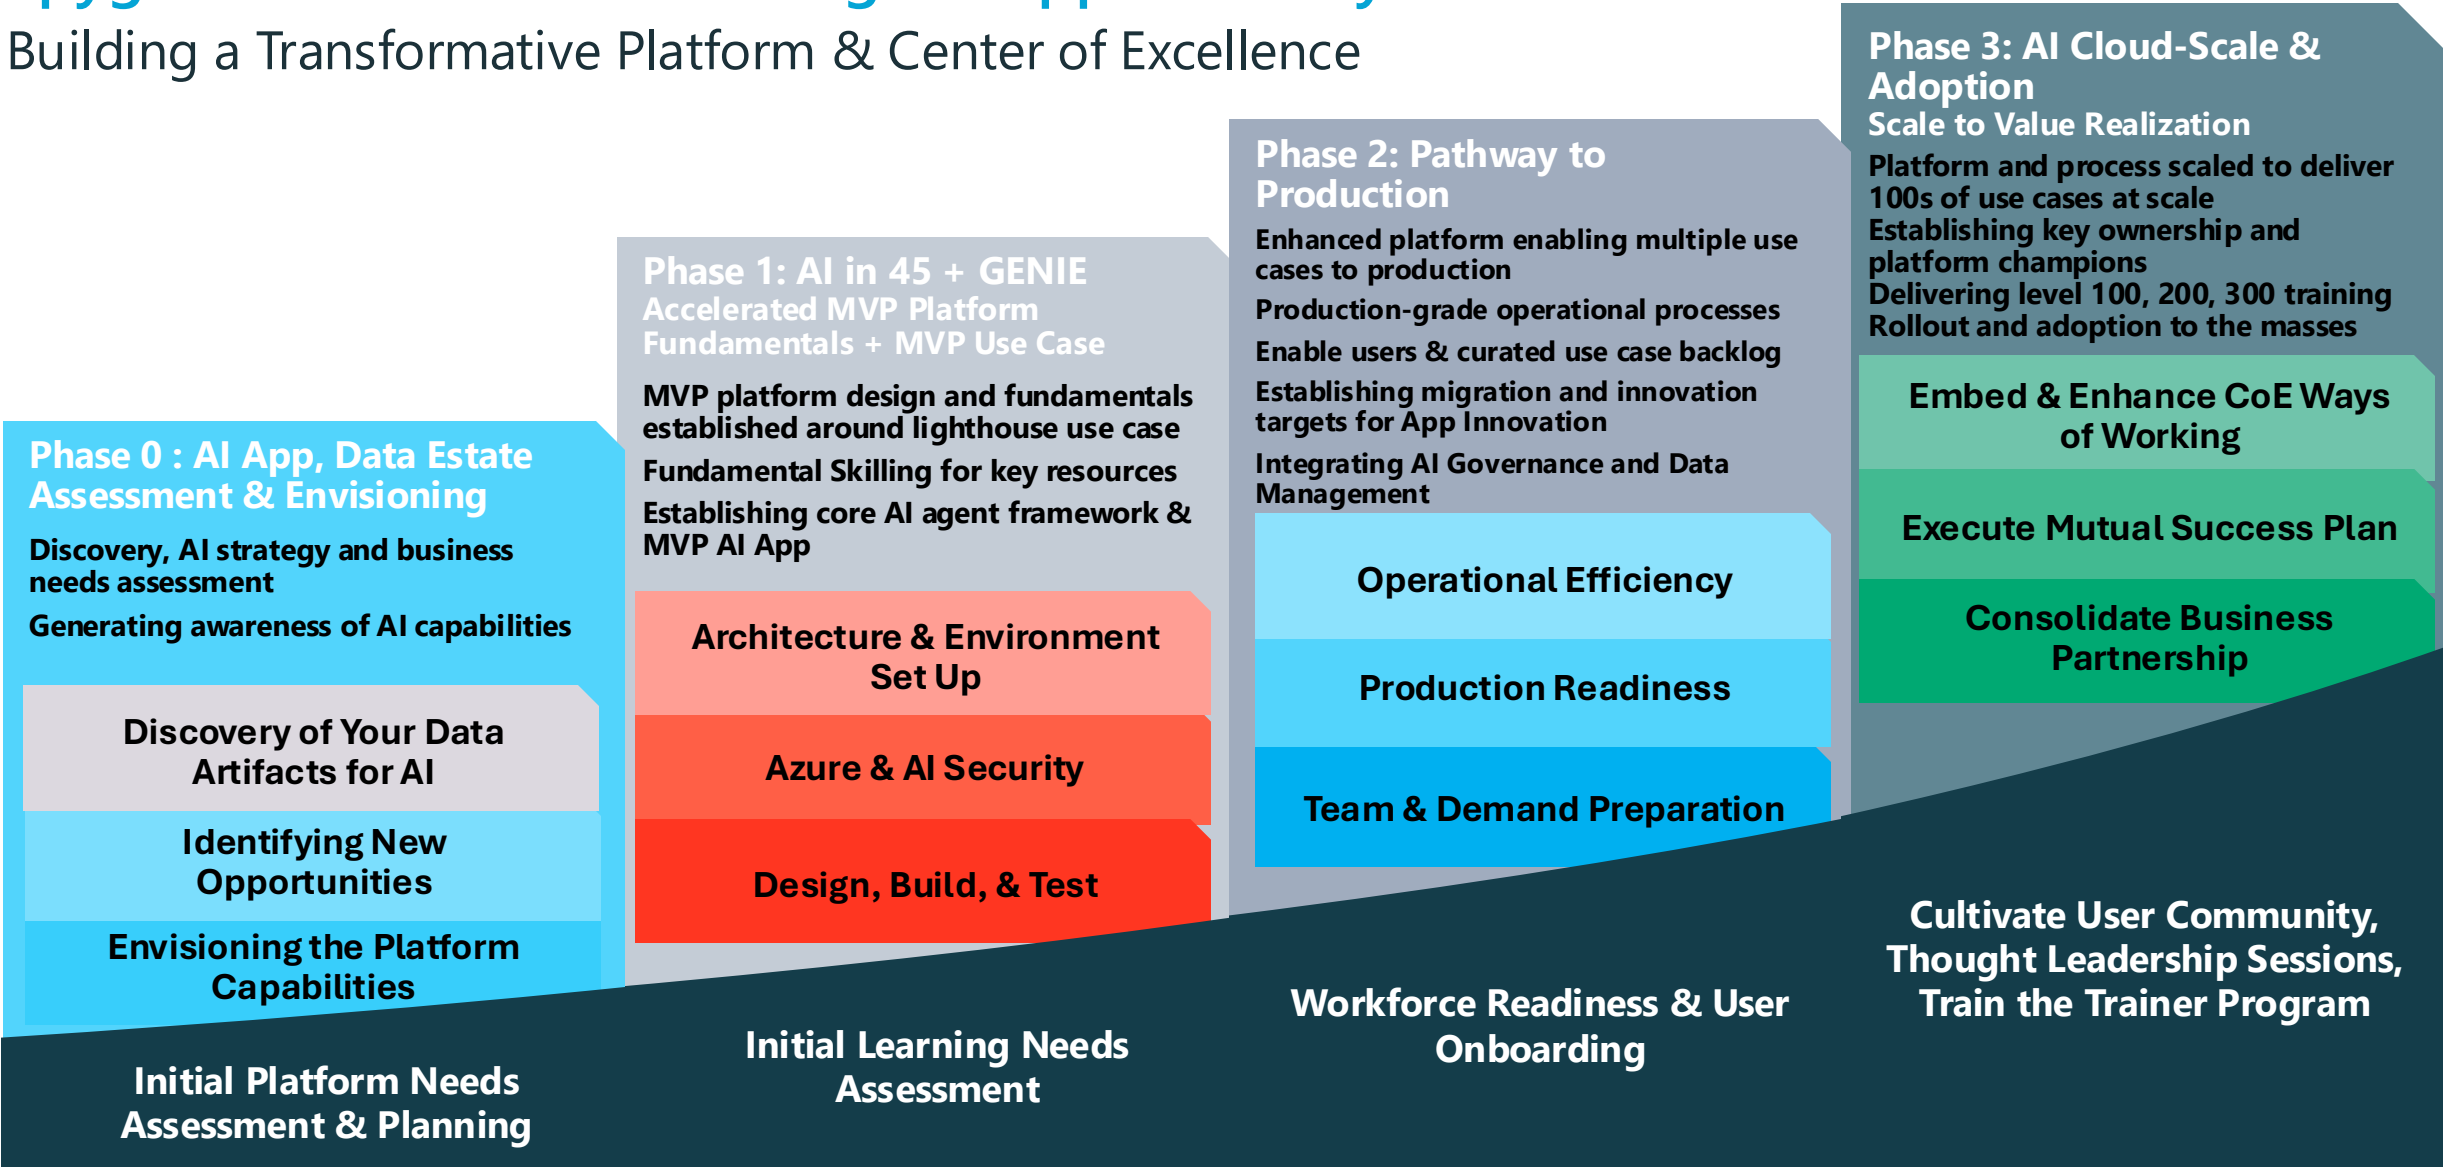 Building a Transformative Platform & Center of Excellence
Phase 0 : AI App, Data Estate
Assessment & Envisioning
Discovery, AI strategy and business
needs assessment
Generating awareness of AI capabilities
Discovery of Your Data
Artifacts for AI
Identifying New
Opportunities
Envisioning the Platform
Capabilities
Initial Platform Needs
Assessment & Planning
Phase 1: AI in 45 + GENIE
Accelerated MVP Platform
Fundamentals + MVP Use Case
MVP platform design and fundamentals
established around lighthouse use case
Fundamental Skilling for key resources
Establishing core AI agent framework &
MVP AI App
Architecture & Environment
Set Up
Azure & AI Security
Design, Build, & Test
Initial Learning Needs
Assessment
Phase 2: Pathway to
Production
Enhanced platform enabling multiple use
cases to production
Production-grade operational processes
Enable users & curated use case backlog
Establishing migration and innovation
targets for App Innovation
Integrating AI Governance and Data
Management
Operational Efficiency
Production Readiness
Team & Demand Preparation
Workforce Readiness & User
Onboarding
Phase 3: AI Cloud-Scale &
Adoption
Scale to Value Realization
Platform and process scaled to deliver
100s of use cases at scale
Establishing key ownership and
platform champions
Delivering level 100, 200, 300 training
Rollout and adoption to the masses
Embed & Enhance CoE Ways
of Working
Execute Mutual Success Plan
Consolidate Business
Partnership
Cultivate User Community,
Thought Leadership Sessions,
Train the Trainer Program